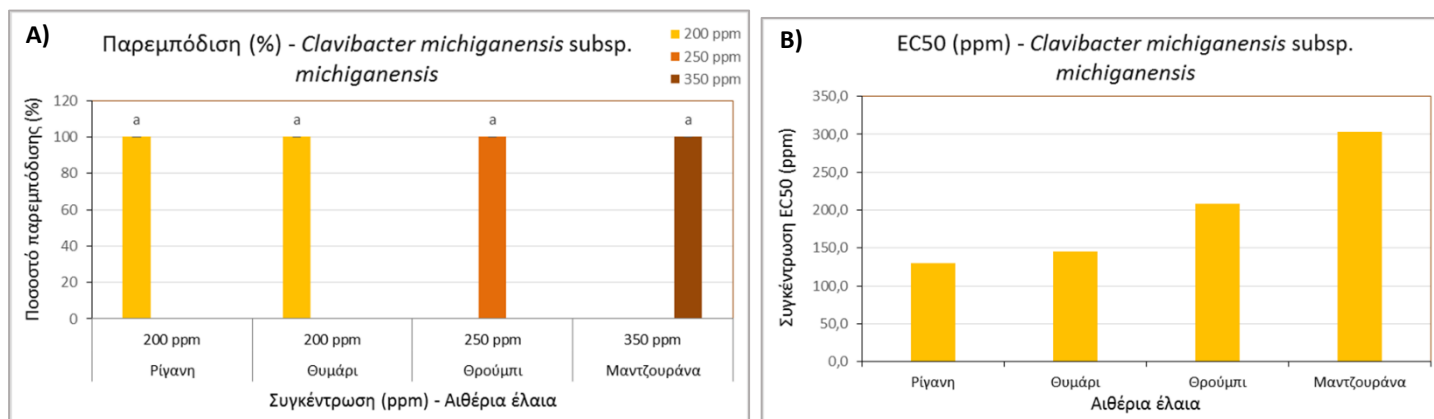 A)
Παρεμπόδιση (%) - Clavibacter michiganensis subsp.
michiganensis
200 ppm
250 ppm
350 ppm
Ποσοστό παρεμπόδισης (%)
120
100
80
60
40
20
0
a a a a
200 ppm 200 ppm 250 ppm 350 ppm
Ρίγανη Θυμάρι Θρούμπι Μαντζουράνα
Συγκέντρωση (ppm) - Αιθέρια έλαια
B)
EC50 (ppm) - Clavibacter michiganensis subsp.
michiganensis
Συγκέντρωση EC50 (ppm)
350,0
300,0
250,0
200,0
150,0
100,0
50,0
0,0
Ρίγανη Θυμάρι Θρούμπι Μαντζουράνα
Αιθέρια έλαια